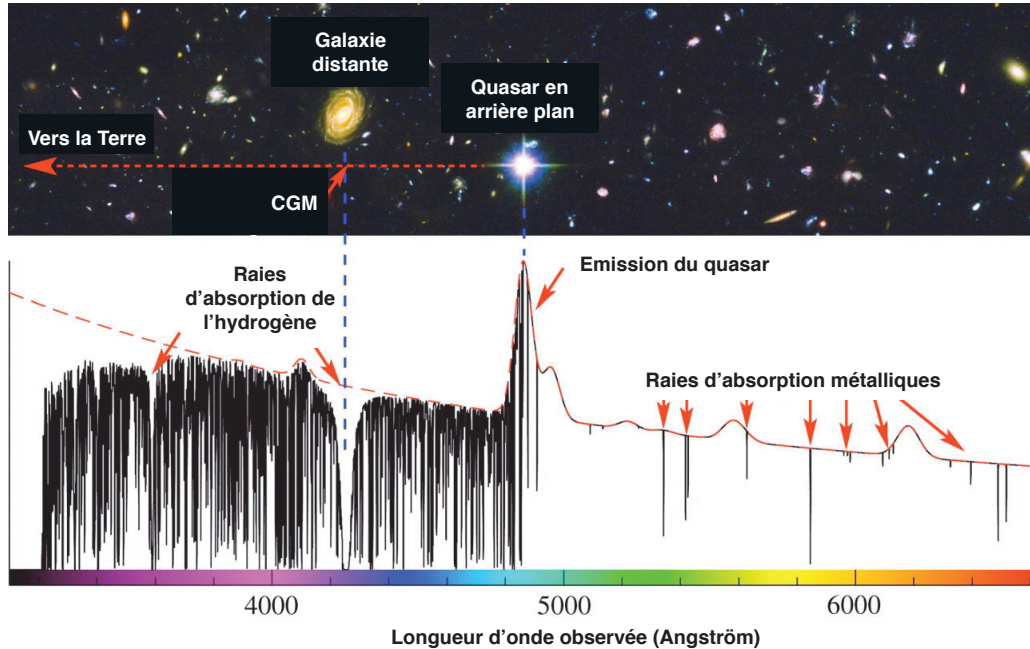 Galaxie
distante
Quasar en
arrière plan
Vers la Terre
CGM
Raies
d'absorption de
l'hydrogène
Emission du quasar
Raies d'absorption métalliques
4000
5000
6000
Longueur d'onde observée (Angström)